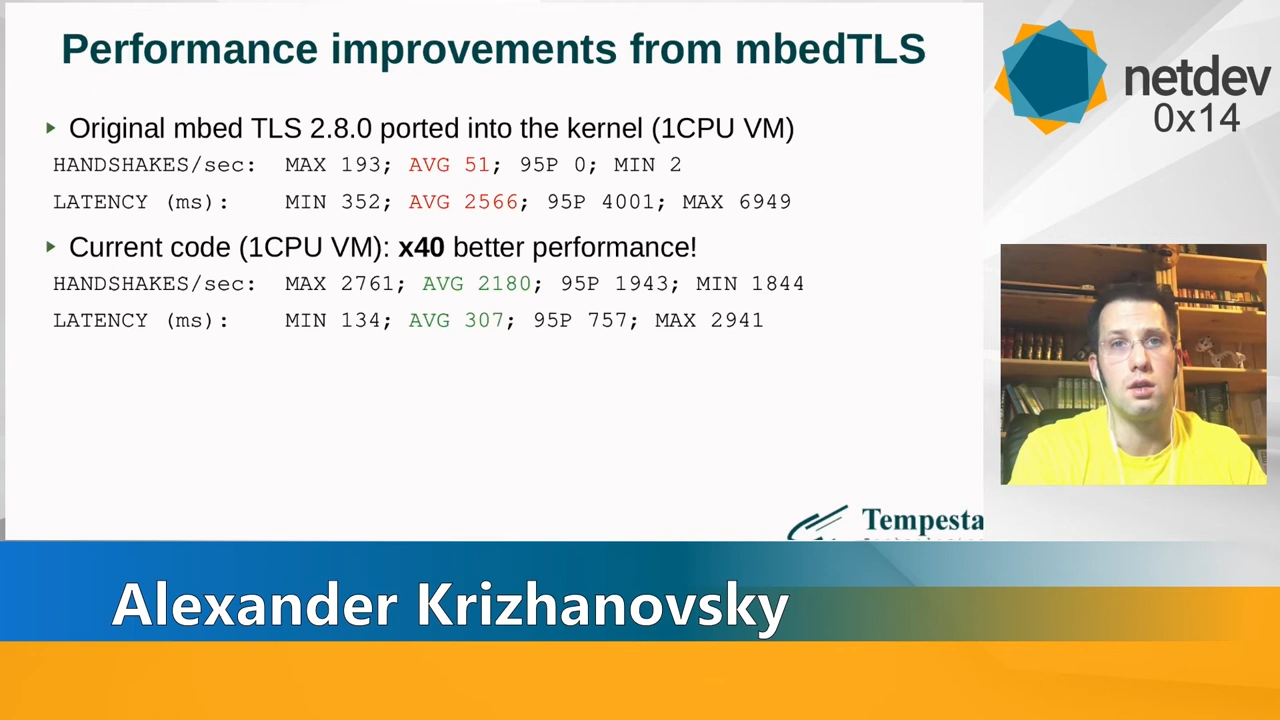 Performance improvements from mbedTLS
Original mbed TLS 2.8.0 ported into the kernel (1CPU VM)
HANDSHAKES/sec: MAX 193; AVG 51; 95P 0; MIN 2
LATENCY (ms): MIN 352; AVG 2566; 95P 4001; MAX 6949
Current code (1CPU VM): x40 better performance!
HANDSHAKES/sec: MAX 2761; AVG 2180; 95P 1943; MIN 1844
LATENCY (ms): MIN 134; AVG 307; 95P 757; MAX 2941
Tempesta
netdev
0x14
Alexander Krizhanovsky